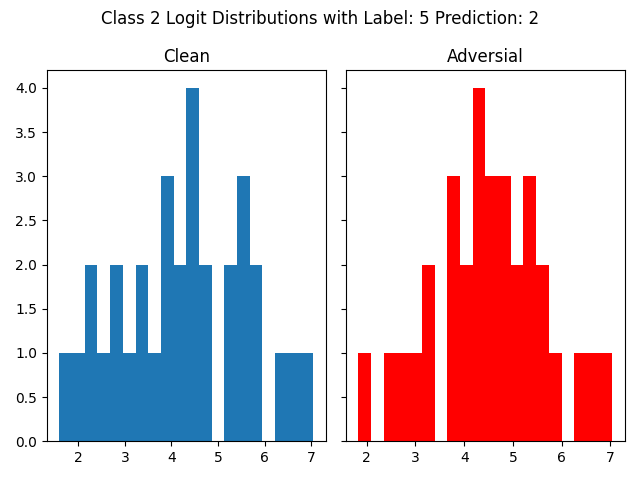 Class 2 Logit Distributions with Label: 5 Prediction: 2
Clean
Adversial
4.0
3.5
3.0
2.5
2.0
1.5
1.0
0.5
0.0
2 3 4 5 6 7
2 3 4 5 6 7